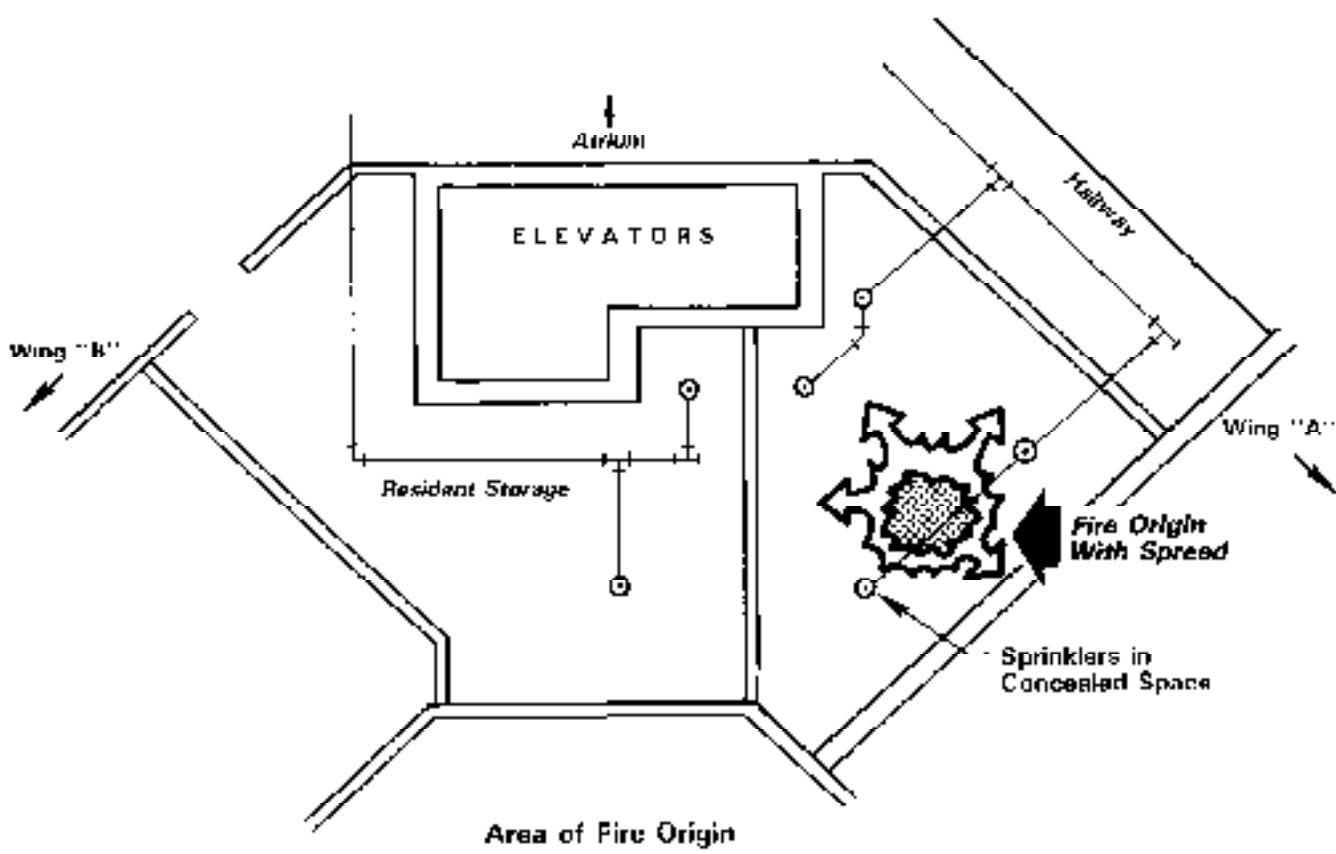 Atrium
ELEVATORS
Hallway
Wing "B"
Wing "A"
Resident Storage
Fire Origin
With Spread
Sprinklers in
Concealed Space
Area of Fire Origin